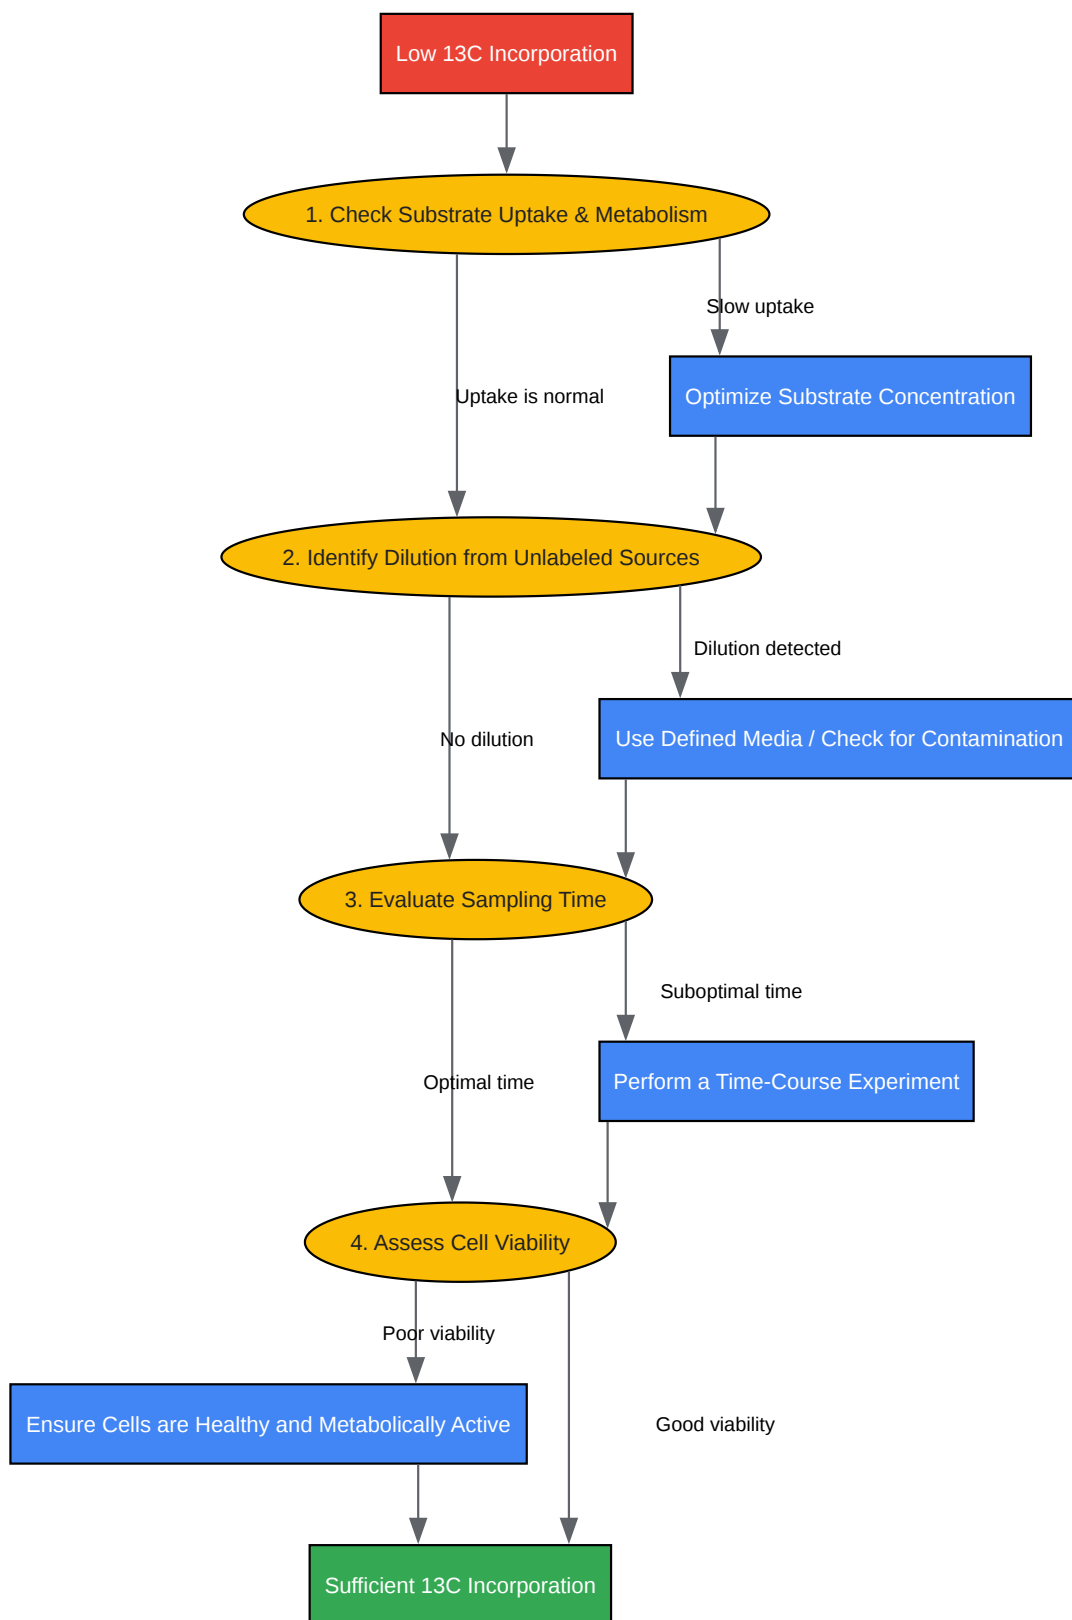 Low 13C Incorporation
1. Check Substrate Uptake & Metabolism
Slow uptake
Uptake is normal
Optimize Substrate Concentration
2. Identify Dilution from Unlabeled Sources
Dilution detected
No dilution
Use Defined Media / Check for Contamination
3. Evaluate Sampling Time
Suboptimal time
Optimal time
Perform a Time-Course Experiment
4. Assess Cell Viability
Poor viability
Ensure Cells are Healthy and Metabolically Active
Good viability
Sufficient 13C Incorporation